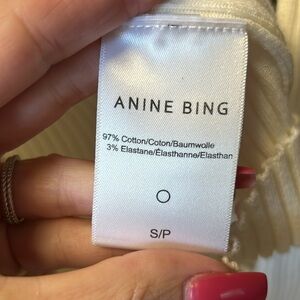 ANINE BING
97% Cotton/Coton/Baumwolle
3% Elastane/Élasthanne/Elasthan
S/P